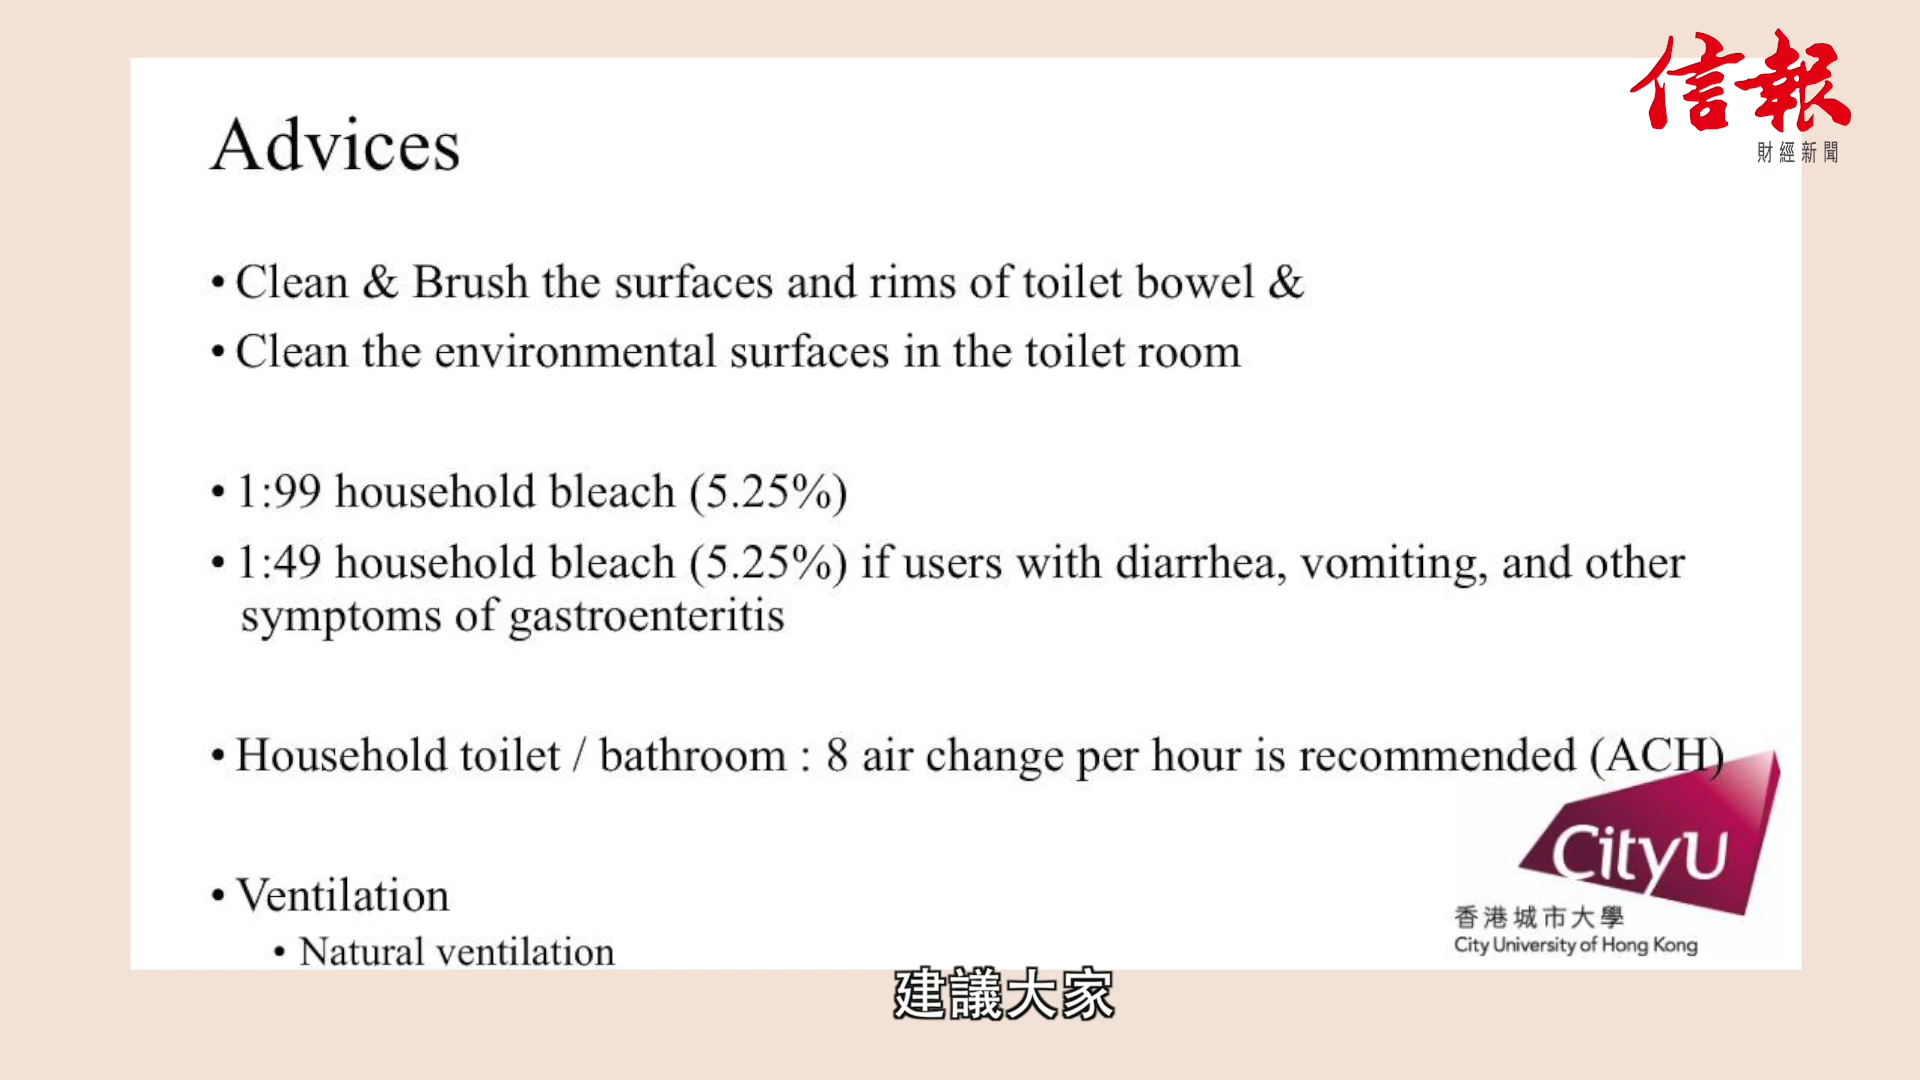 信報
財經新聞
Advices
• Clean & Brush the surfaces and rims of toilet bowel &
• Clean the environmental surfaces in the toilet room
• 1:99 household bleach (5.25%)
• 1:49 household bleach (5.25%) if users with diarrhea, vomiting, and other
symptoms of gastroenteritis
• Household toilet / bathroom : 8 air change per hour is recommended (ACH)
• Ventilation
• Natural ventilation
CityU
香港城市大學
City University of Hong Kong
建議大家